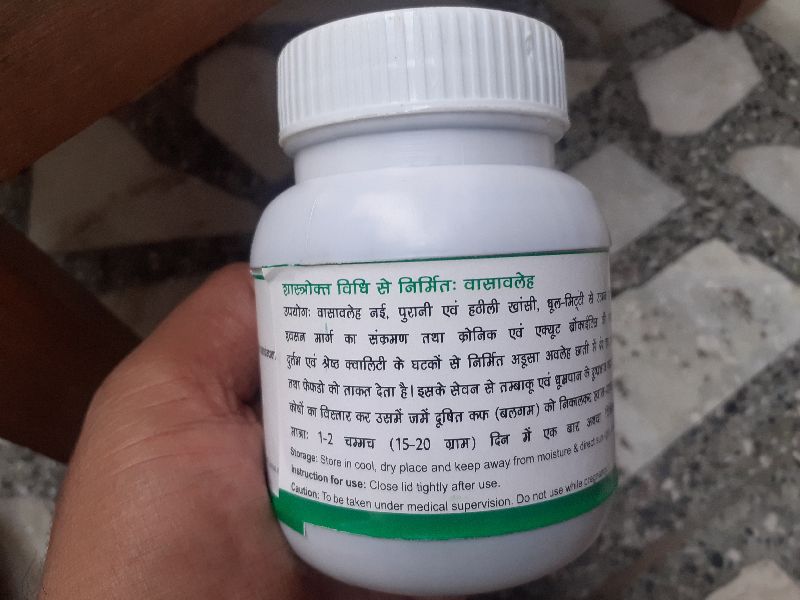 शास्त्रोक्त विधि से निर्मितः वासावलेह
उपयोगः वासावलेह नई, पुरानी एवं हठीली खांसी, धूल-मिट्टी से
श्वसन मार्ग का संक्रमण तथा क्रोनिक एवं एक्यूट ब्रोंकाईटिज
दुर्लभ एवं श्रेष्ठ क्वालिटी के घटकों से निर्मित अडूसा अवलेह छाती में
तथा फेफडो को ताकत देता है। इसके सेवन से तम्बाकू एवं धूम्रपान के
कोषों का विस्तार कर उसमें जमें दूषित कफ (बलगम) को निकालकर
मात्राः 1-2 चम्मच (15-20 ग्राम) दिन में एक बार अथवा
Storage: Store in cool, dry place and keep away from moisture & direct
Instruction for use: Close lid tightly after use.
Caution: To be taken under medical supervision. Do not use while